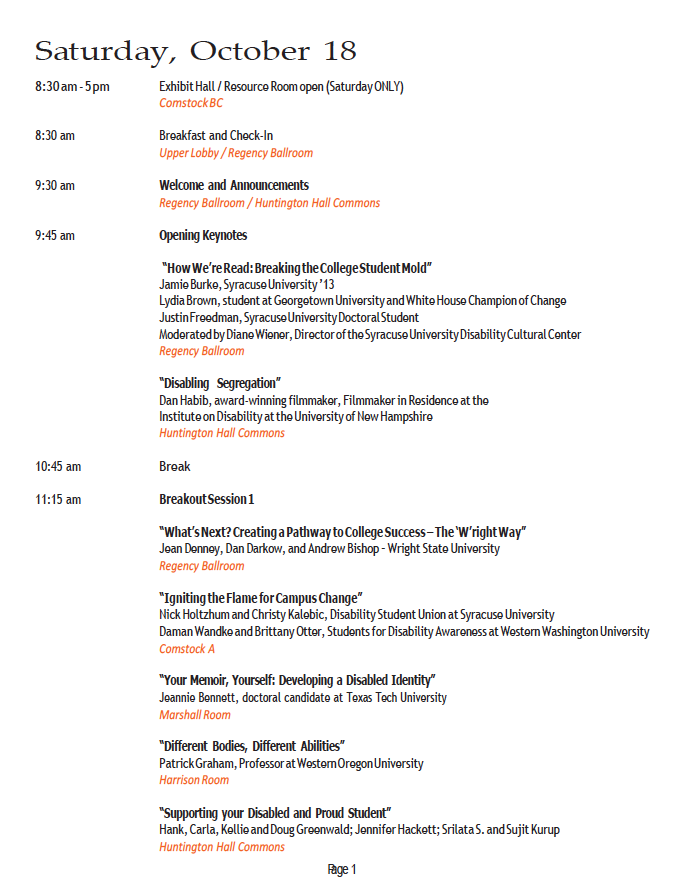 Saturday, October 18
8:30 am - 5 pm Exhibit Hall / Resource Room open (Saturday ONLY)
Comstock BC
8:30 am Breakfast and Check-In
Upper Lobby / Regency Ballroom
9:30 am Welcome and Announcements
Regency Ballroom / Huntington Hall Commons
9:45 am Opening Keynotes
“How We’re Read: Breaking the College Student Mold”
Jamie Burke, Syracuse University ’13
Lydia Brown, student at Georgetown University and White House Champion of Change
Justin Freedman, Syracuse University Doctoral Student
Moderated by Diane Wiener, Director of the Syracuse University Disability Cultural Center
Regency Ballroom
“Disabling Segregation”
Dan Habib, award-winning filmmaker, Filmmaker in Residence at the
Institute on Disability at the University of New Hampshire
Huntington Hall Commons
10:45 am Break
11:15 am Breakout Session 1
“What’s Next? Creating a Pathway to College Success – The ‘W’right Way”
Jean Denney, Dan Darkow, and Andrew Bishop - Wright State University
Regency Ballroom
“Igniting the Flame for Campus Change”
Nick Holtzhum and Christy Kalebic, Disability Student Union at Syracuse University
Daman Wandke and Brittany Otter, Students for Disability Awareness at Western Washington University
Comstock A
“Your Memoir, Yourself: Developing a Disabled Identity”
Jeannie Bennett, doctoral candidate at Texas Tech University
Marshall Room
“Different Bodies, Different Abilities”
Patrick Graham, Professor at Western Oregon University
Harrison Room
“Supporting your Disabled and Proud Student”
Hank, Carla, Kellie and Doug Greenwald; Jennifer Hackett; Srilata S. and Sujit Kurup
Huntington Hall Commons
Page 1